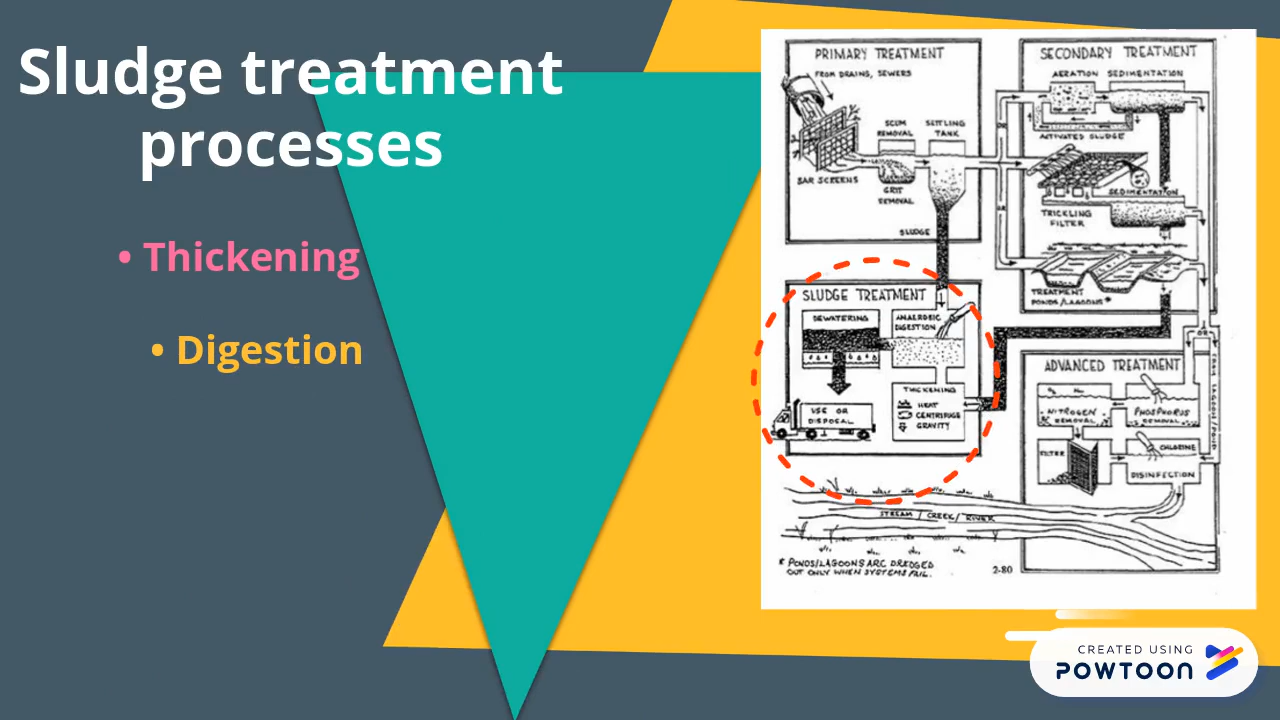 Sludge treatment
processes
• Thickening
• Digestion
PRIMARY TREATMENT
FROM DRAINS, SEWERS
SCUM
REMOVAL
SETTLING
TANK
BAR SCREENS
GRIT
REMOVAL
SLUDGE
SECONDARY TREATMENT
AERATION SEDIMENTATION
OR
ACTIVATED SLUDGE
SEDIMENTATION
TRICKLING
FILTER
OR
TREATMENT
PONDS/LAGOONS*
SLUDGE TREATMENT
DEWATERING
ANAEROBIC
DIGESTION
THICKENING
HEAT
CENTRIFUGE
GRAVITY
USE OR
DISPOSAL
OR
ADVANCED TREATMENT
NITROGEN
REMOVAL
PHOSPHORUS
REMOVAL
FILTER
CHLORINE
DISINFECTION
STREAM / CREEK / RIVER
* PONDS/LAGOONS ARE DREDGED
OUT ONLY WHEN SYSTEMS FAIL.
2-80
CREATED USING
POWTOON